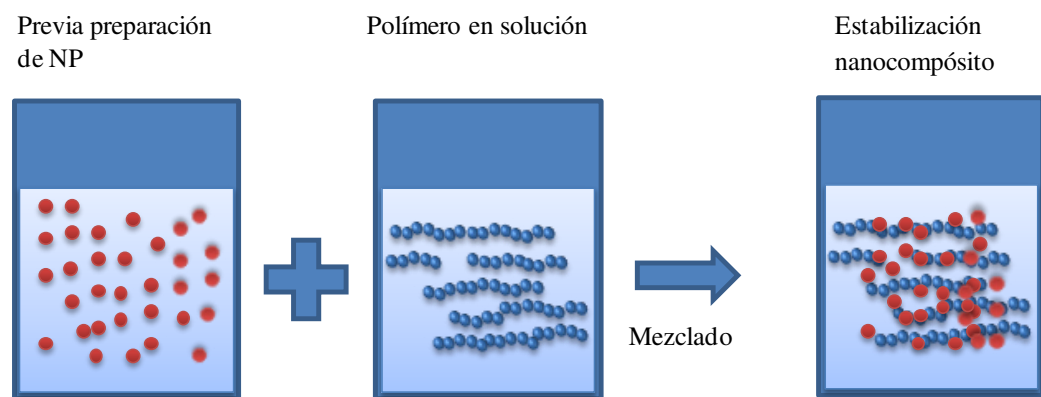 Previa preparación
de NP
Polímero en solución
Estabilización
nanocompósito
Mezclado